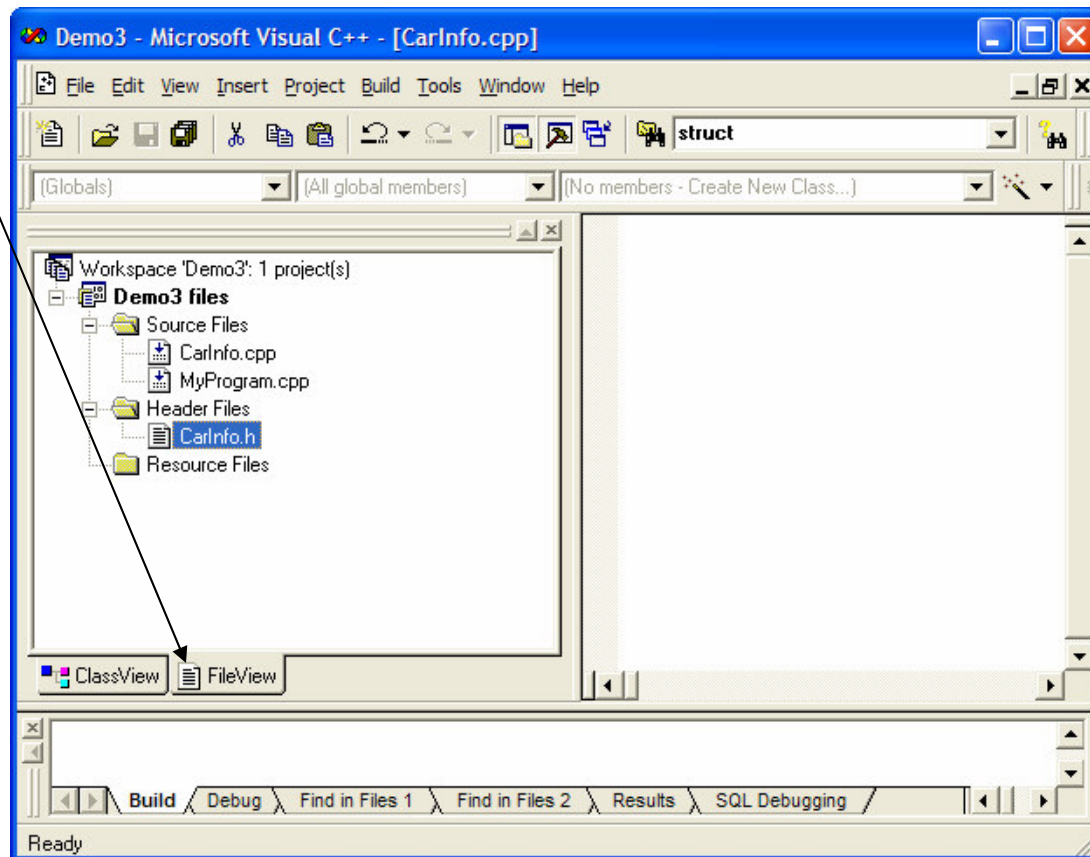 Demo3 - Microsoft Visual C++ - [CarInfo.cpp]
File Edit View Insert Project Build Tools Window Help
struct
(Globals) (All global members) (No members - Create New Class...)
Workspace 'Demo3': 1 project(s)
Demo3 files
Source Files
CarInfo.cpp
MyProgram.cpp
Header Files
CarInfo.h
Resource Files
ClassView FileView
Build Debug Find in Files 1 Find in Files 2 Results SQL Debugging
Ready